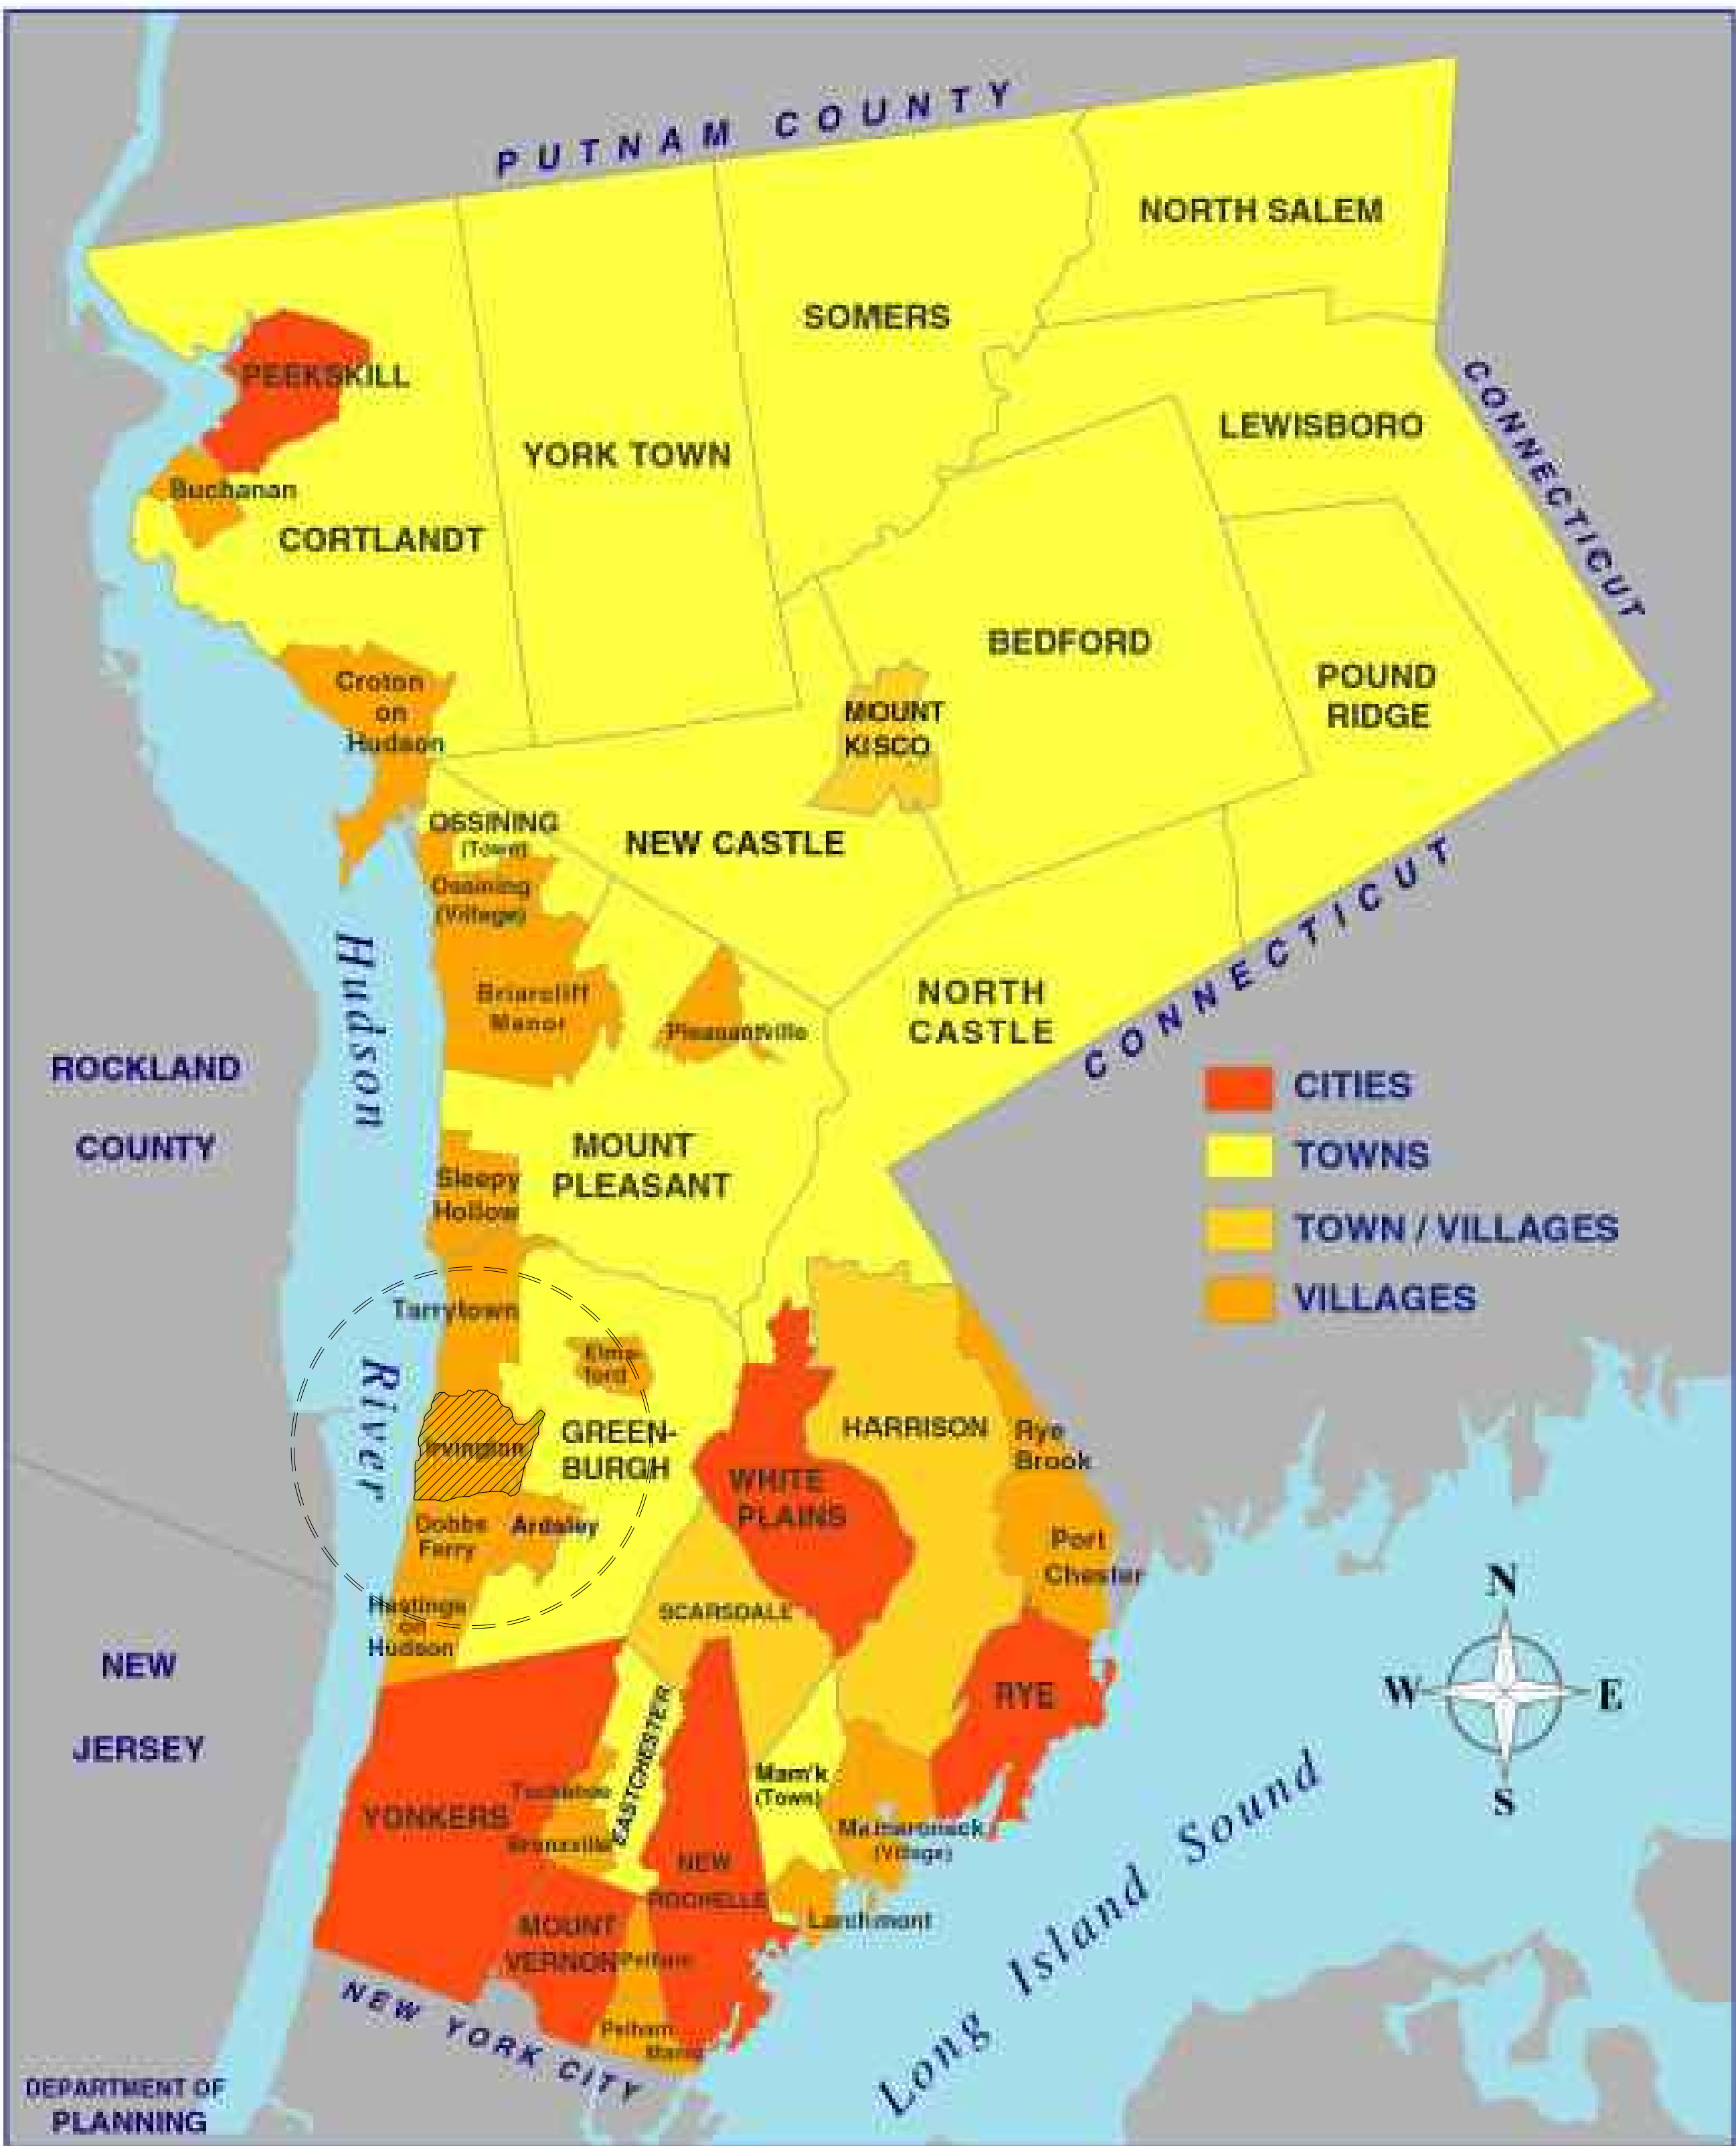 PUTNAM COUNTY
NORTH SALEM
SOMERS
PEEKSKILL
CONNECTICUT
LEWISBORO
YORK TOWN
Buchanan
CORTLANDT
BEDFORD
POUND
RIDGE
Croton
on
Hudson
MOUNT
KISCO
OSSINING
(Town)
NEW CASTLE
Ossining
(Village)
CONNECTICUT
Hudson
Briarcliff
Manor
Pleasantville
NORTH
CASTLE
ROCKLAND
COUNTY
CITIES
TOWNS
TOWN / VILLAGES
VILLAGES
MOUNT
PLEASANT
Sleepy
Hollow
Tarrytown
Elms-
ford
River
Irvington
GREEN-
BURGH
HARRISON
Rye
Brook
WHITE
PLAINS
Dobbs
Ferry
Ardsley
Port
Chester
Hastings
on
Hudson
SCARSDALE
N
W
E
S
NEW
JERSEY
RYE
EASTCHESTER
Mam'k
(Town)
Tuckahoe
YONKERS
Bronxville
Mamaroneck
(Village)
NEW
ROCHELLE
Larchmont
MOUNT
VERNON
Pelham
Pelham
Manor
Long Island Sound
NEW YORK CITY
DEPARTMENT OF
PLANNING